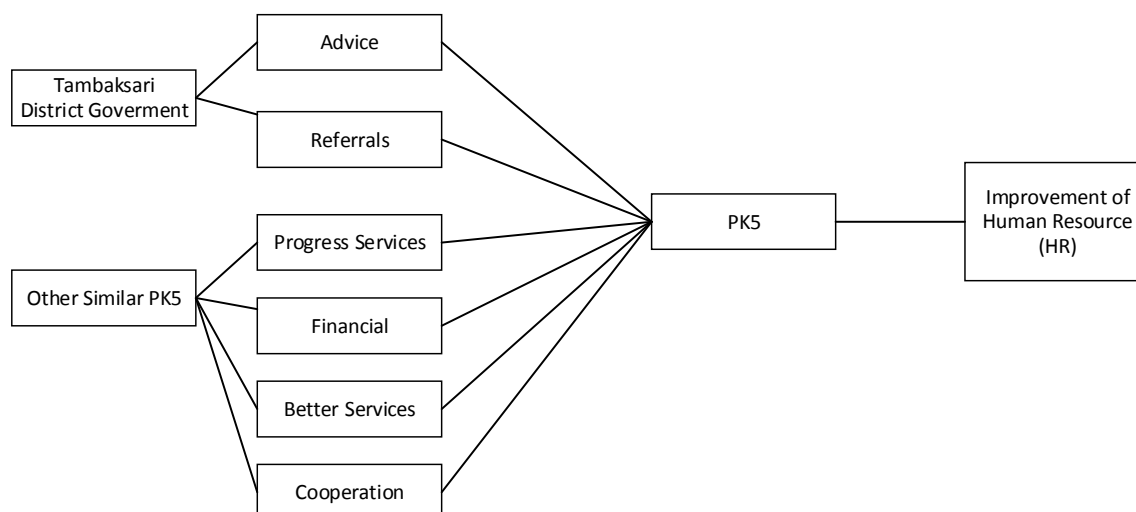 Advice
Tambaksari
District Goverment
Referrals
Progress Services
Other Similar PK5
Financial
Better Services
Cooperation
PK5
Improvement of
Human Resource
(HR)